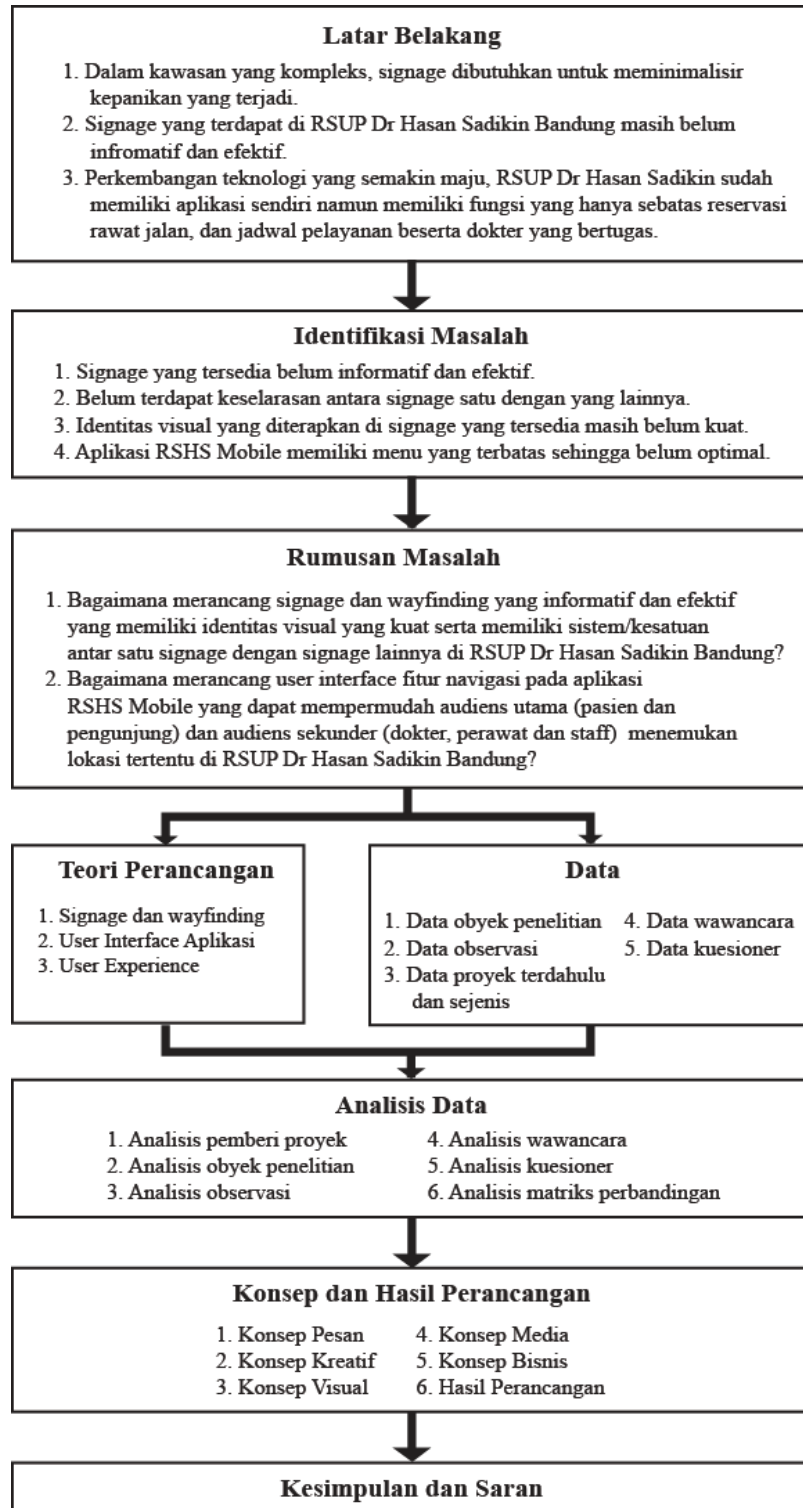 Latar Belakang
1. Dalam kawasan yang kompleks, signage dibutuhkan untuk meminimalisir
kepanikan yang terjadi.
2. Signage yang terdapat di RSUP Dr Hasan Sadikin Bandung masih belum
infromatif dan efektif.
3. Perkembangan teknologi yang semakin maju, RSUP Dr Hasan Sadikin sudah
memiliki aplikasi sendiri namun memiliki fungsi yang hanya sebatas reservasi
rawat jalan, dan jadwal pelayanan beserta dokter yang bertugas.
Identifikasi Masalah
1. Signage yang tersedia belum informatif dan efektif.
2. Belum terdapat keselarasan antara signage satu dengan yang lainnya.
3. Identitas visual yang diterapkan di signage yang tersedia masih belum kuat.
4. Aplikasi RSHS Mobile memiliki menu yang terbatas sehingga belum optimal.
Rumusan Masalah
1. Bagaimana merancang signage dan wayfinding yang informatif dan efektif
yang memiliki identitas visual yang kuat serta memiliki sistem/kesatuan
antar satu signage dengan signage lainnya di RSUP Dr Hasan Sadikin Bandung?
2. Bagaimana merancang user interface fitur navigasi pada aplikasi
RSHS Mobile yang dapat mempermudah audiens utama (pasien dan
pengunjung) dan audiens sekunder (dokter, perawat dan staff) menemukan
lokasi tertentu di RSUP Dr Hasan Sadikin Bandung?
Teori Perancangan
1. Signage dan wayfinding
2. User Interface Aplikasi
3. User Experience
Data
1. Data obyek penelitian
2. Data observasi
3. Data proyek terdahulu
dan sejenis
4. Data wawancara
5. Data kuesioner
Analisis Data
1. Analisis pemberi proyek
2. Analisis obyek penelitian
3. Analisis observasi
4. Analisis wawancara
5. Analisis kuesioner
6. Analisis matriks perbandingan
Konsep dan Hasil Perancangan
1. Konsep Pesan
2. Konsep Kreatif
3. Konsep Visual
4. Konsep Media
5. Konsep Bisnis
6. Hasil Perancangan
Kesimpulan dan Saran